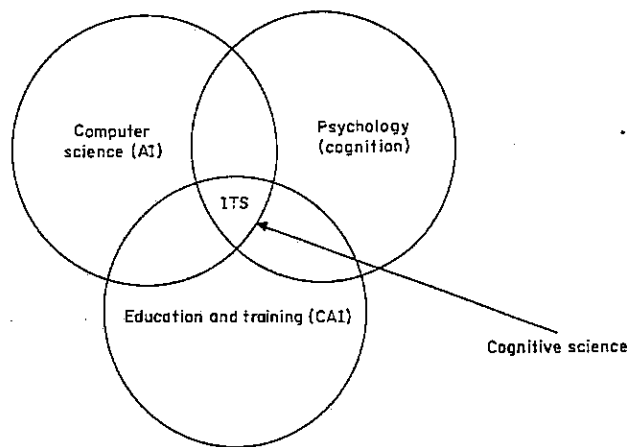 Computer
science (AI)
Psychology
(cognition)
ITS
Education and training (CAI)
Cognitive science